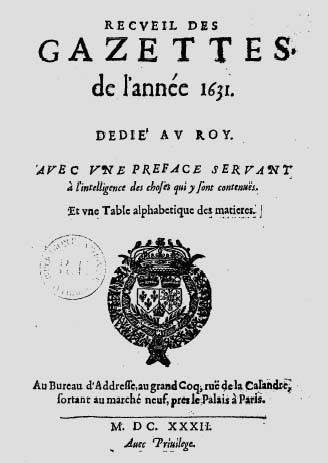 RECVEIL DES
GAZETTES
de l'année 1631.
DEDIE' AV ROY.
AVEC VNE PREFACE SERVANT
à l'intelligence des choses qui y sont contenuës.
Et vne Table alphabetique des matieres.
Au Bureau d'Addresse, au grand Coq, ruë de la Calandre,
sortant au marché neuf, pres le Palais à Paris.
M. DC. XXXII.
Auec Priuilege.